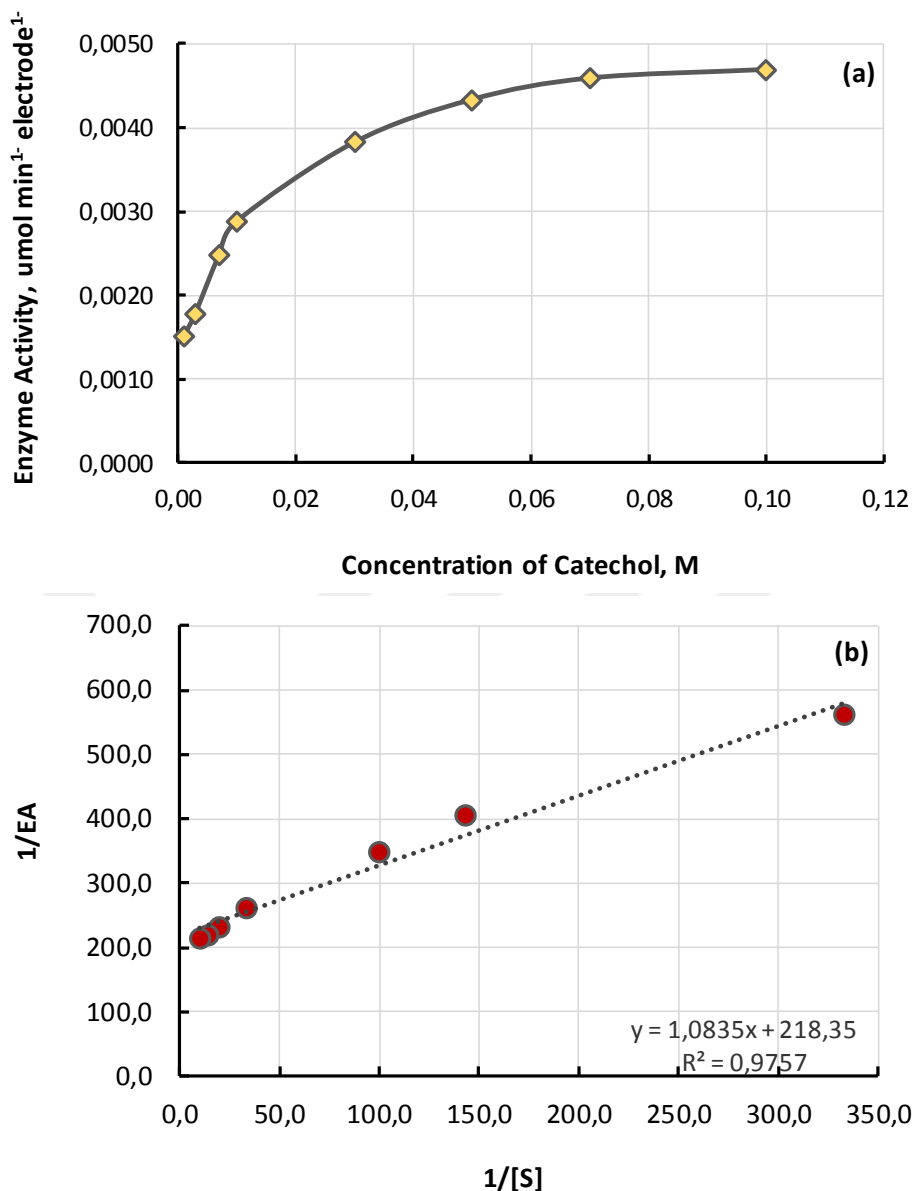 0,0050
0,0040
0,0030
0,0020
0,0010
0,0000
Enzyme Activity, umol min¹⁻ electrode¹⁻
(a)
0,00 0,02 0,04 0,06 0,08 0,10 0,12
Concentration of Catechol, M
700,0
600,0
500,0
400,0
300,0
200,0
100,0
0,0
1/EA
(b)
y = 1,0835x + 218,35
R² = 0,9757
0,0 50,0 100,0 150,0 200,0 250,0 300,0 350,0
1/[S]